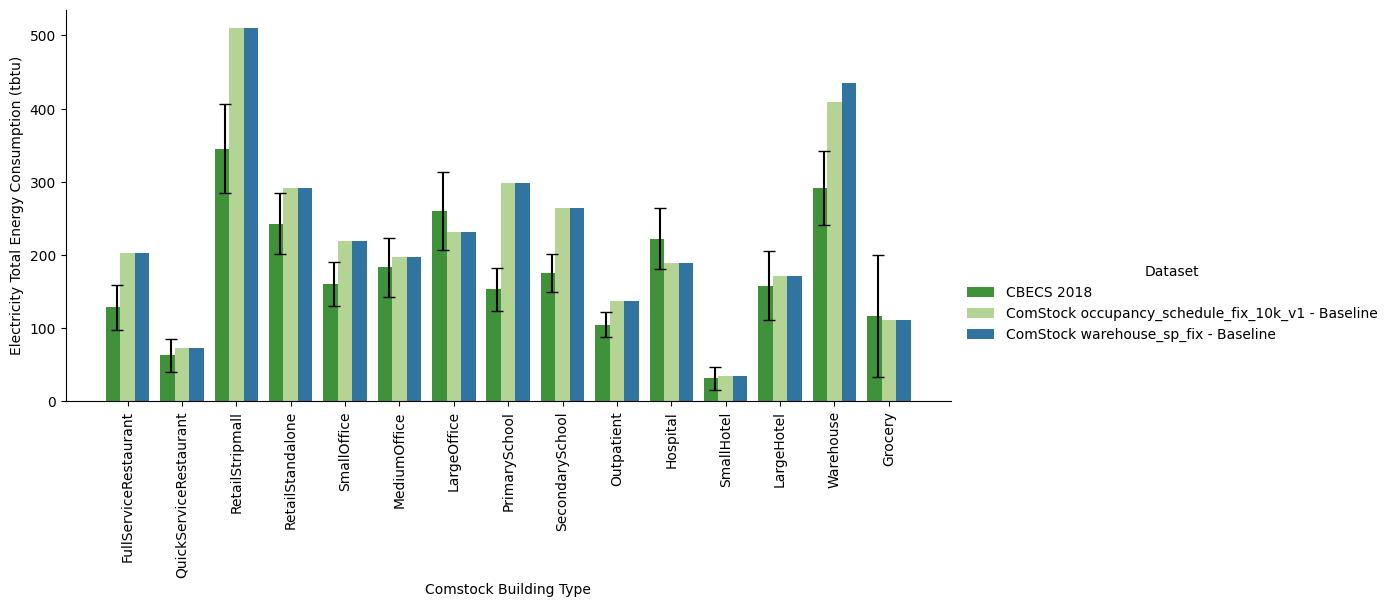 Electricity Total Energy Consumption (tbtu)
500
400
300
200
100
0
FullServiceRestaurant
QuickServiceRestaurant
RetailStripmall
RetailStandalone
SmallOffice
MediumOffice
LargeOffice
PrimarySchool
SecondarySchool
Outpatient
Hospital
SmallHotel
LargeHotel
Warehouse
Grocery
Comstock Building Type
Dataset
CBECS 2018
ComStock occupancy_schedule_fix_10k_v1 - Baseline
ComStock warehouse_sp_fix - Baseline